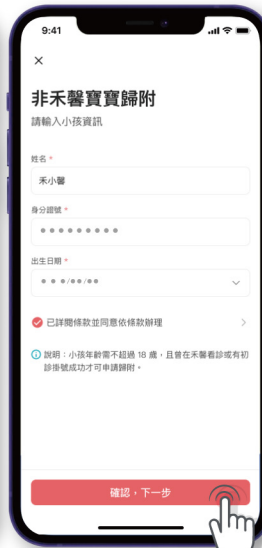 9:41
非禾馨寶寶歸附
請輸入小孩資訊
姓名 *
禾小馨
身分證號 *
●●●●●●●●●
出生日期 *
●●●/●●/●●
已詳閱條款並同意依條款辦理
說明：小孩年齡需不超過 18 歲，且曾在禾馨看診或有初
診掛號成功才可申請歸附。
確認，下一步